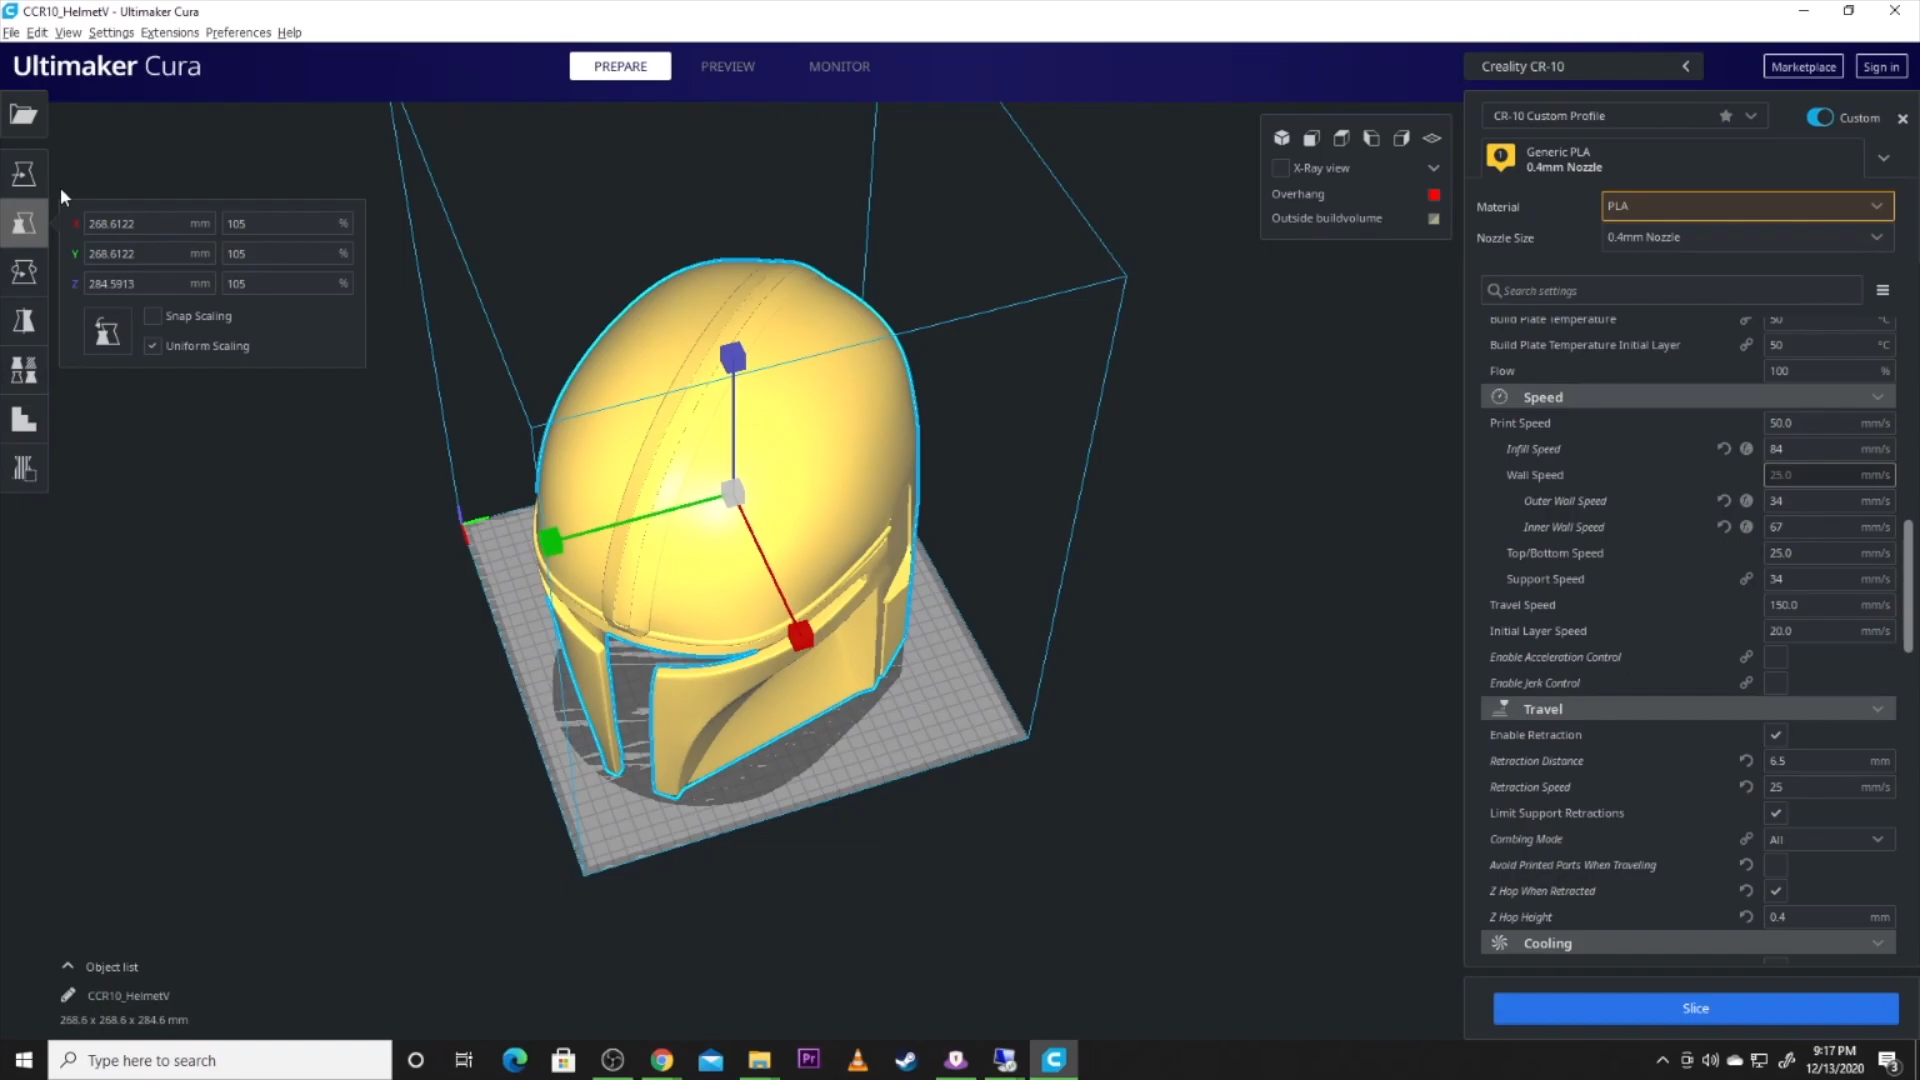 CCR10_HelmetV - Ultimaker Cura
File Edit View Settings Extensions Preferences Help
Ultimaker Cura
PREPARE
PREVIEW
MONITOR
Creality CR-10
Marketplace
Sign in
CR-10 Custom Profile
Custom
1
Generic PLA
0.4mm Nozzle
Material
PLA
Nozzle Size
0.4mm Nozzle
Search settings
X-Ray view
Overhang
Outside buildvolume
X 268.6122 mm 105 %
Y 268.6122 mm 105 %
Z 284.5913 mm 105 %
Snap Scaling
Uniform Scaling
Build Plate Temperature 50 °C
Build Plate Temperature Initial Layer 50 °C
Flow 100 %
Speed
Print Speed 50.0 mm/s
Infill Speed 84 mm/s
Wall Speed 25.0 mm/s
Outer Wall Speed 34 mm/s
Inner Wall Speed 67 mm/s
Top/Bottom Speed 25.0 mm/s
Support Speed 34 mm/s
Travel Speed 150.0 mm/s
Initial Layer Speed 20.0 mm/s
Enable Acceleration Control
Enable Jerk Control
Travel
Enable Retraction
Retraction Distance 6.5 mm
Retraction Speed 25 mm/s
Limit Support Retractions
Combing Mode All
Avoid Printed Parts When Traveling
Z Hop When Retracted
Z Hop Height 0.4 mm
Cooling
Slice
Object list
CCR10_HelmetV
268.6 x 268.6 x 284.6 mm
Type here to search
Pr
9:17 PM
12/13/2020
3